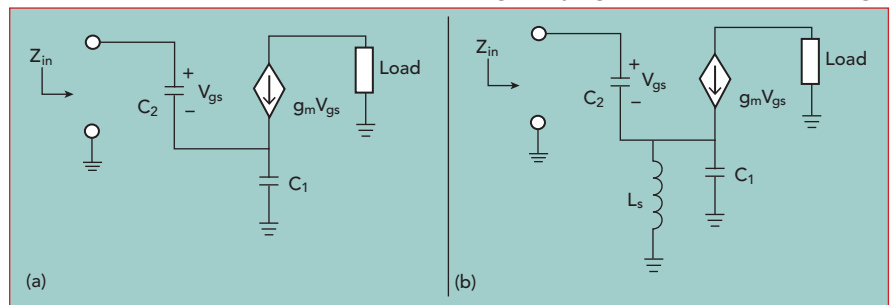 Z_in
C_2
+
V_gs
−
g_mV_gs
Load
C_1
(a)
Z_in
C_2
+
V_gs
−
g_mV_gs
Load
L_s
C_1
(b)